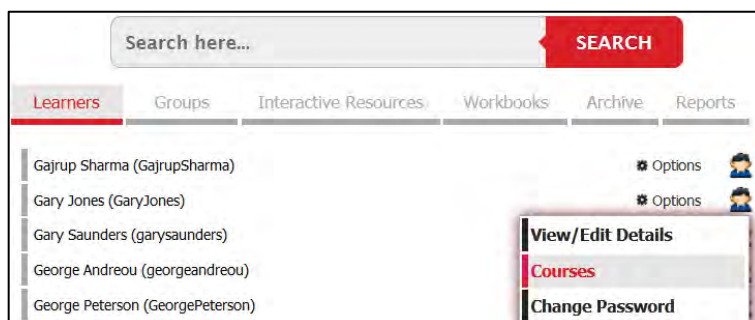 Search here... SEARCH
Learners Groups Interactive Resources Workbooks Archive Reports
Gajrup Sharma (GajrupSharma) Options
Gary Jones (GaryJones) Options
Gary Saunders (garysaunders) View/Edit Details
George Andreou (georgeandreou) Courses
George Peterson (GeorgePeterson) Change Password